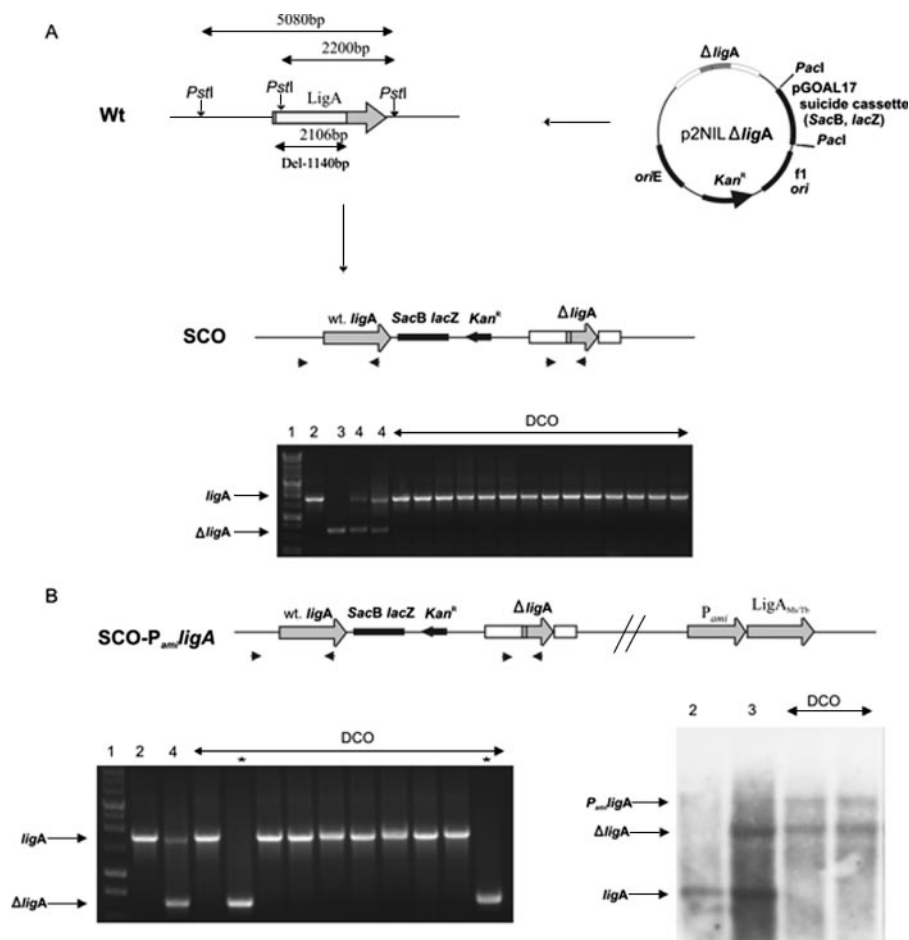 A
5080bp
2200bp
PstI PstI LigA PstI
Wt
2106bp
Del-1140bp
ΔligA
PacI
pGOAL17
suicide cassette
(SacB, lacZ)
PacI
p2NIL ΔligA
oriE
KanR
f1
ori
SCO
wt. ligA SacB lacZ KanR ΔligA
DCO
1 2 3 4 4
ligA
ΔligA
B
SCO-PamiligA
wt. ligA SacB lacZ KanR ΔligA Pami LigAMs/Tb
DCO
1 2 4 * *
ligA
ΔligA
DCO
2 3
PamiligA
ΔligA
ligA